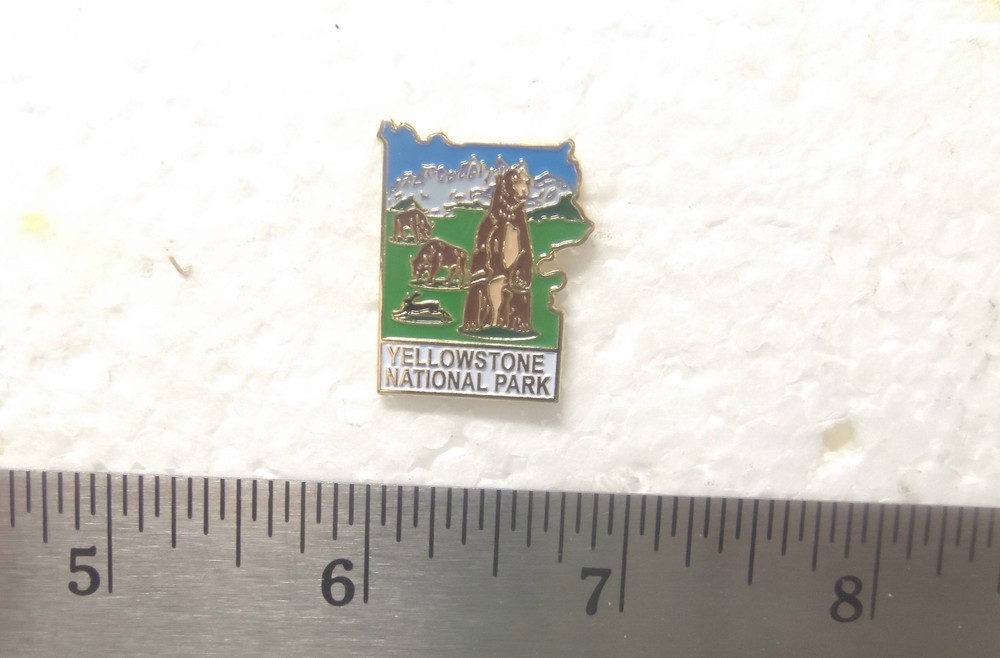 YELLOWSTONE
NATIONAL PARK
5 6 7 8